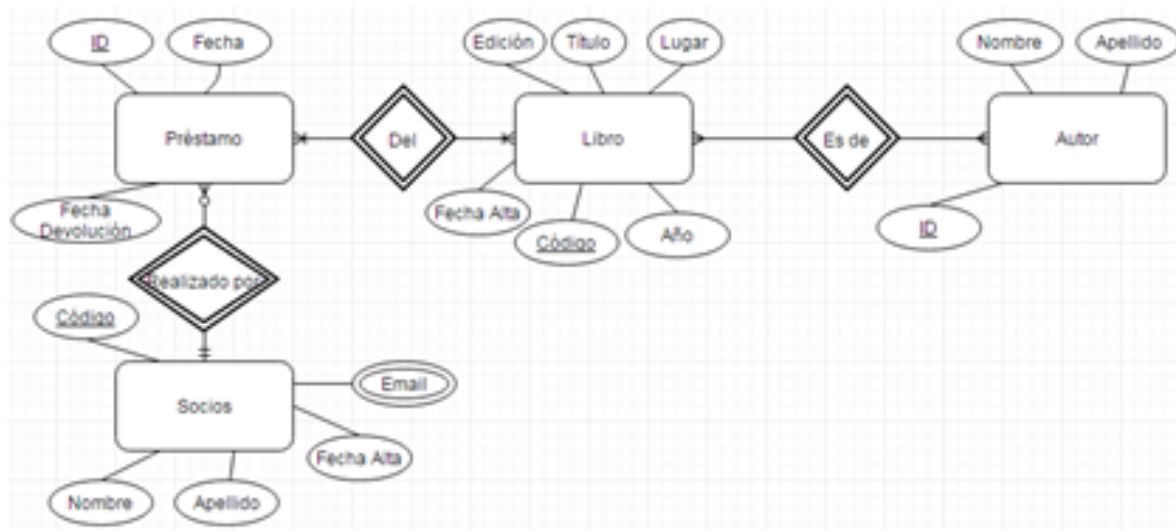 ID
Fecha
Edición
Título
Lugar
Nombre
Apellido
Préstamo
Del
Libro
Es de
Autor
Fecha
Devolución
Fecha Alta
Código
Año
ID
Realizado por
Código
Socios
Email
Fecha Alta
Nombre
Apellido